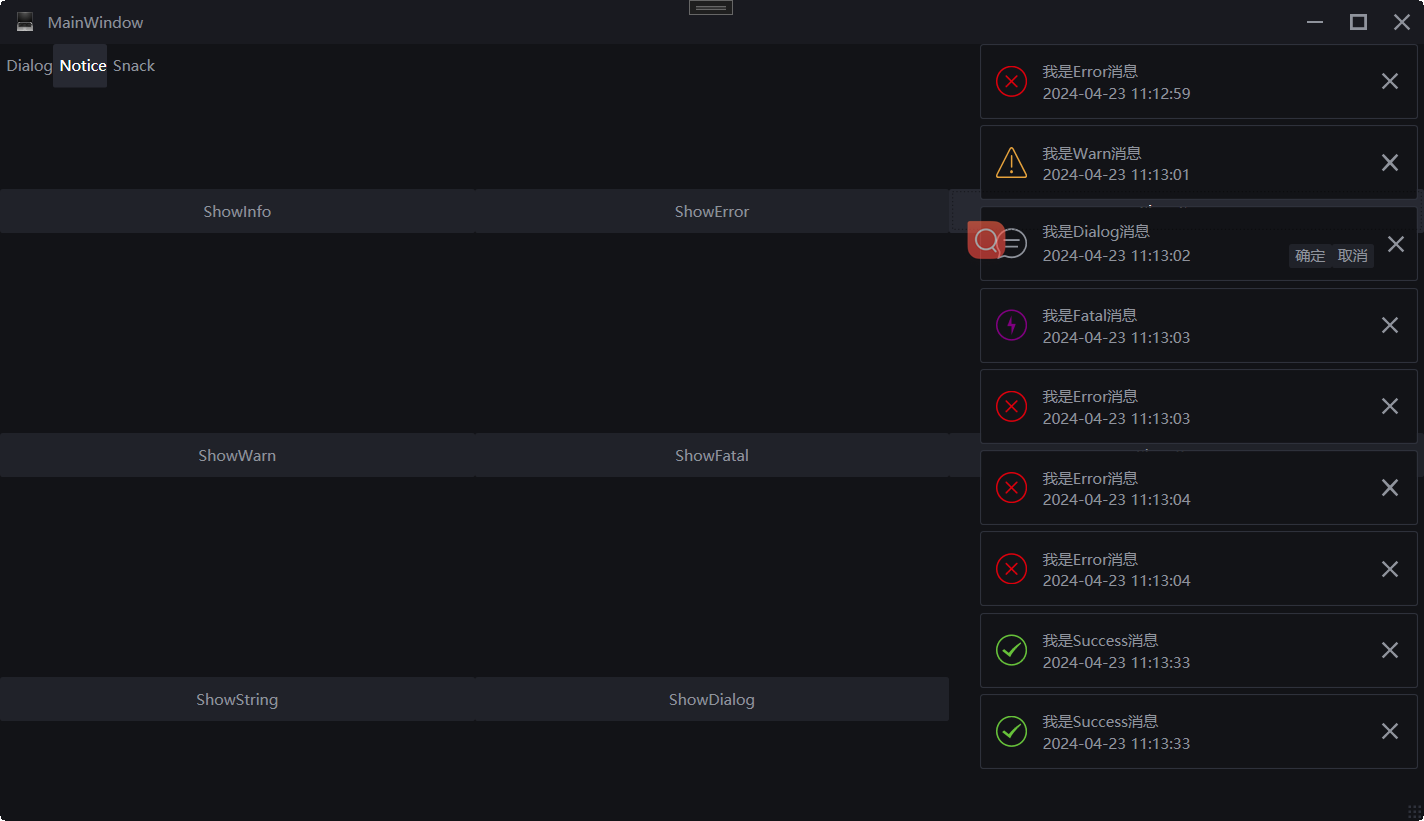 MainWindow
Dialog Notice Snack
ShowInfo
ShowError
ShowWarn
ShowFatal
ShowString
ShowDialog
我是Error消息
2024-04-23 11:12:59
我是Warn消息
2024-04-23 11:13:01
我是Dialog消息
2024-04-23 11:13:02
确定 取消
我是Fatal消息
2024-04-23 11:13:03
我是Error消息
2024-04-23 11:13:03
我是Error消息
2024-04-23 11:13:04
我是Error消息
2024-04-23 11:13:04
我是Success消息
2024-04-23 11:13:33
我是Success消息
2024-04-23 11:13:33